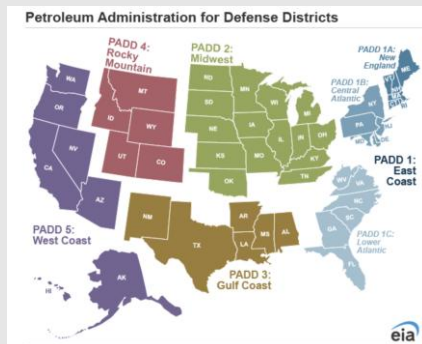 Petroleum Administration for Defense Districts
PADD 1A:
New
England
PADD 4:
Rocky
Mountain
PADD 2:
Midwest
PADD 1B:
Central
Atlantic
WA
MT
ND
MN
ME
OR
ID
SD
WI
MI
NY
WY
NE
IA
PA
NJ
NV
UT
CO
IL
IN
OH
MD
DE
CA
KS
MO
KY
WV
VA
PADD 1:
East
Coast
AZ
NM
OK
TN
NC
AR
SC
PADD 5:
West Coast
TX
LA
MS
AL
GA
PADD 1C:
Lower
Atlantic
HI
AK
PADD 3:
Gulf Coast
FL
eia